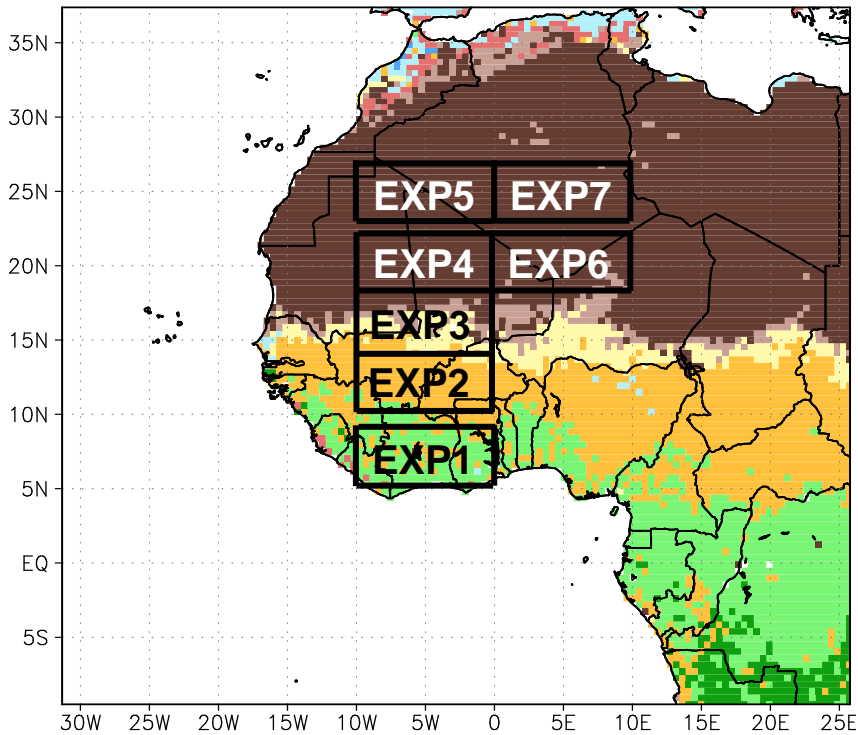 35N
30N
25N
20N
15N
10N
5N
EQ
5S
EXP5 EXP7
EXP4 EXP6
EXP3
EXP2
EXP1
30W 25W 20W 15W 10W 5W 0 5E 10E 15E 20E 25E